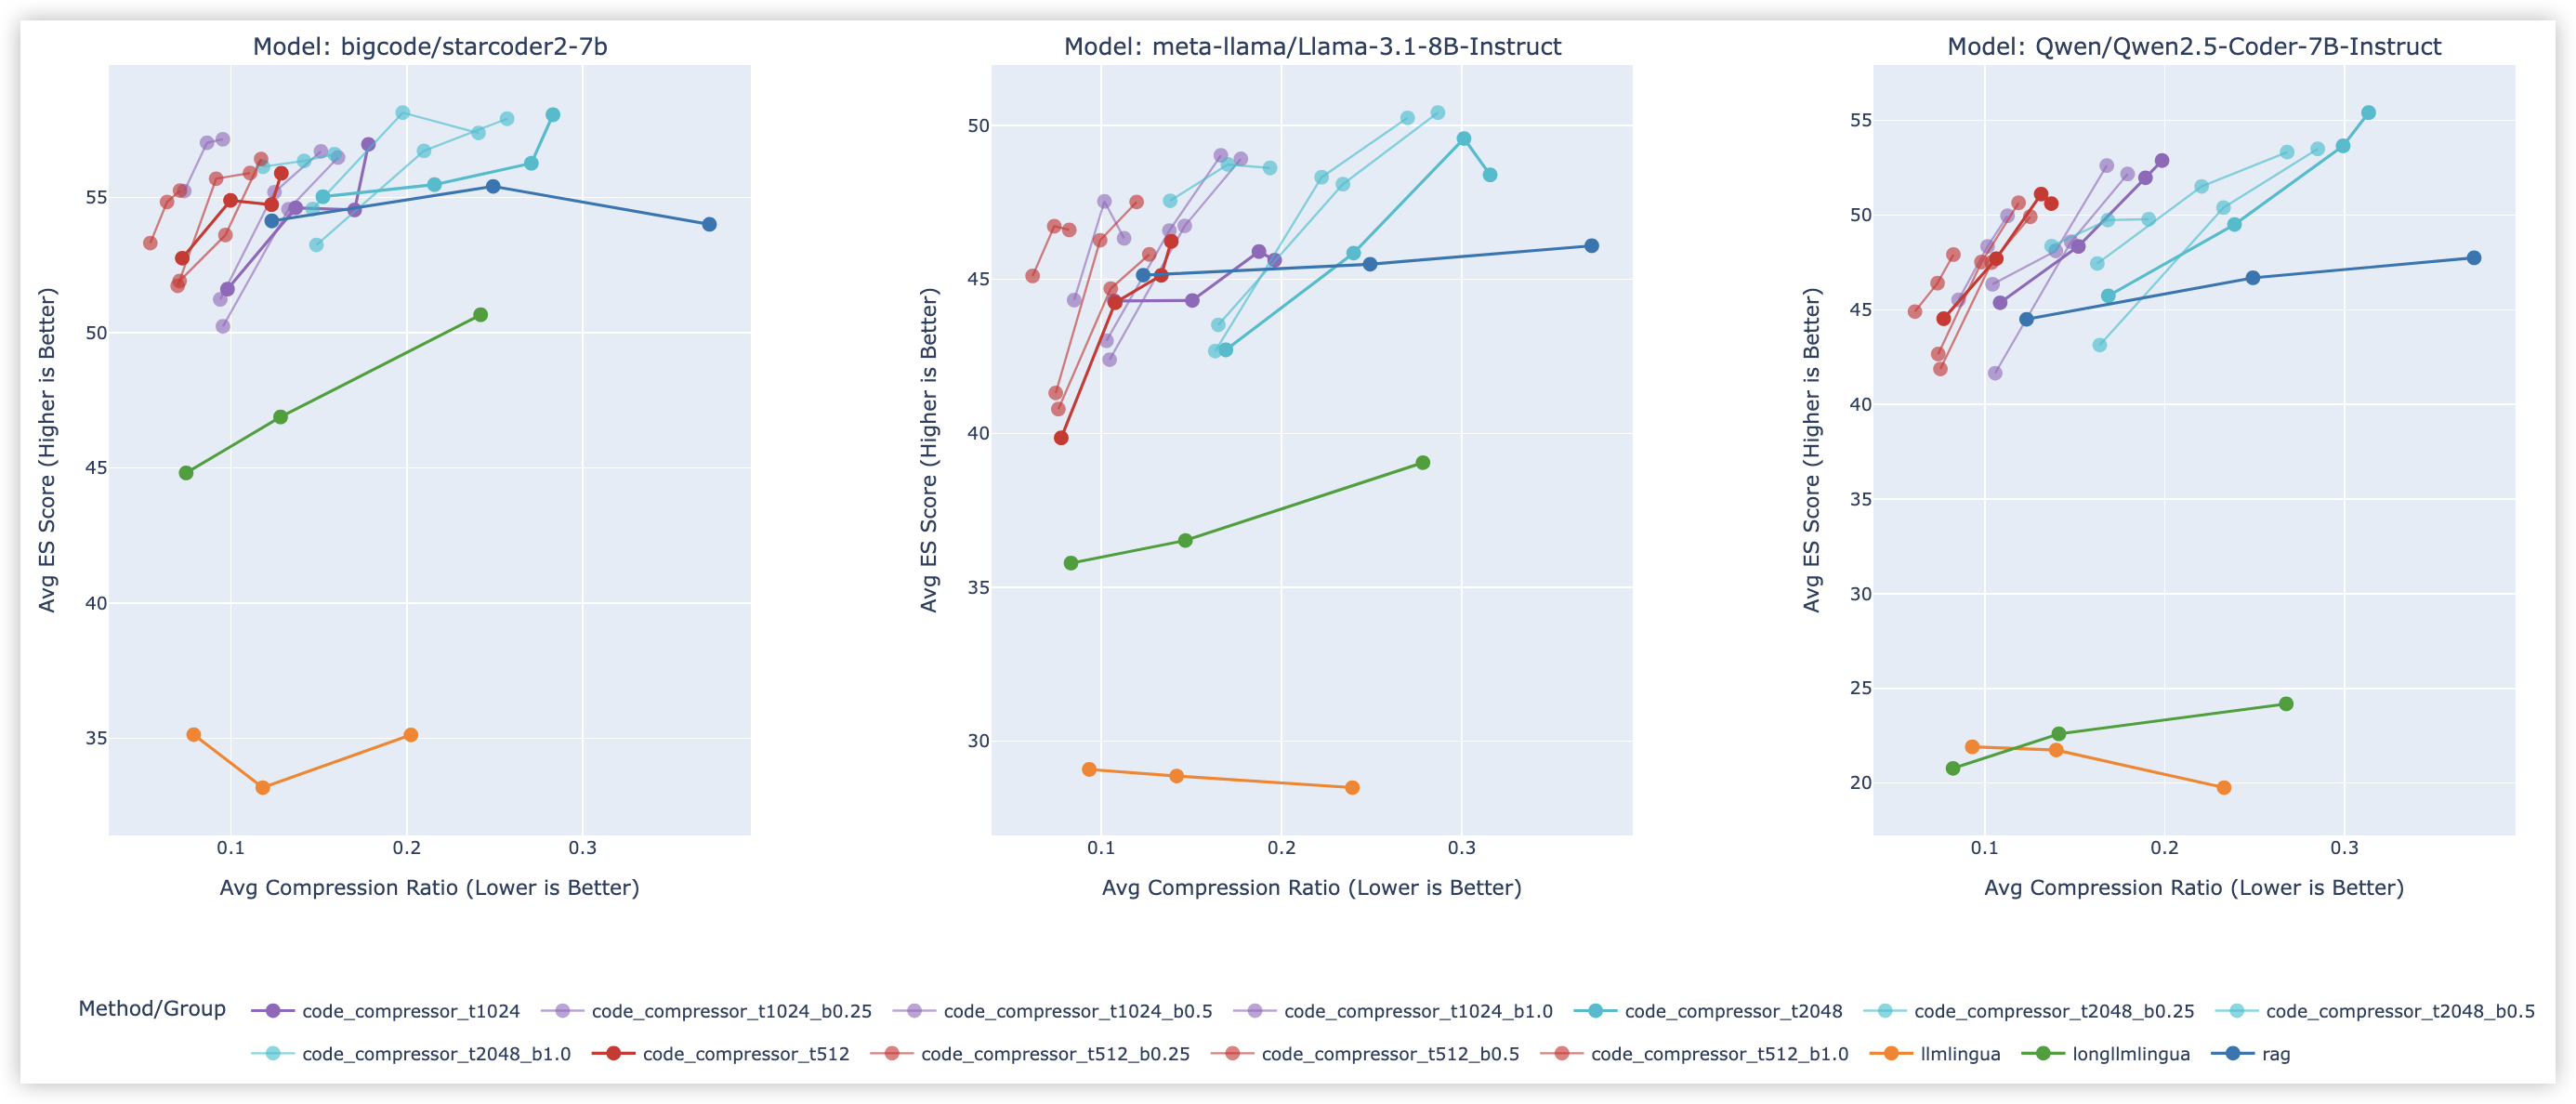 Model: bigcode/starcoder2-7b
Avg ES Score (Higher is Better)
55
50
45
40
35
0.1 0.2 0.3
Avg Compression Ratio (Lower is Better)
Model: meta-llama/Llama-3.1-8B-Instruct
Avg ES Score (Higher is Better)
50
45
40
35
30
0.1 0.2 0.3
Avg Compression Ratio (Lower is Better)
Model: Qwen/Qwen2.5-Coder-7B-Instruct
Avg ES Score (Higher is Better)
55
50
45
40
35
30
25
20
0.1 0.2 0.3
Avg Compression Ratio (Lower is Better)
Method/Group code_compressor_t1024 code_compressor_t1024_b0.25 code_compressor_t1024_b0.5 code_compressor_t1024_b1.0 code_compressor_t2048 code_compressor_t2048_b0.25 code_compressor_t2048_b0.5
code_compressor_t2048_b1.0 code_compressor_t512 code_compressor_t512_b0.25 code_compressor_t512_b0.5 code_compressor_t512_b1.0 llmlingua longllmlingua rag